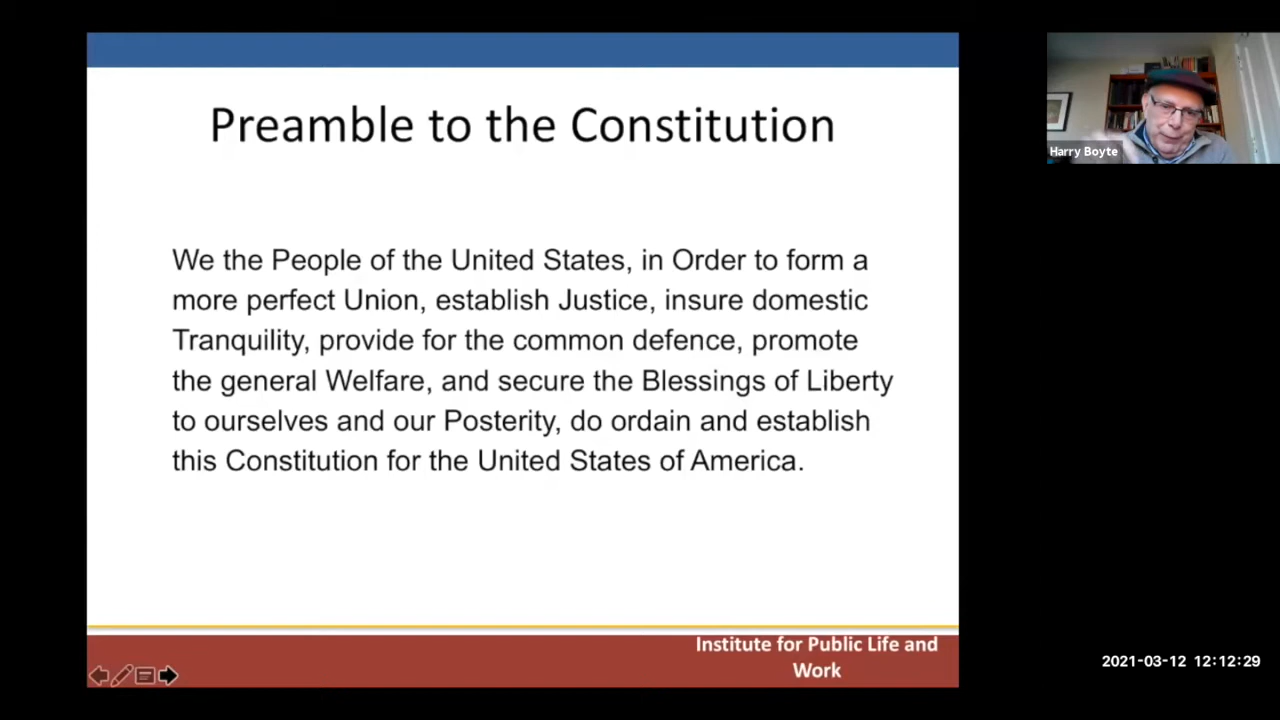 Preamble to the Constitution
We the People of the United States, in Order to form a
more perfect Union, establish Justice, insure domestic
Tranquility, provide for the common defence, promote
the general Welfare, and secure the Blessings of Liberty
to ourselves and our Posterity, do ordain and establish
this Constitution for the United States of America.
Institute for Public Life and
Work
Harry Boyte
2021-03-12 12:12:29